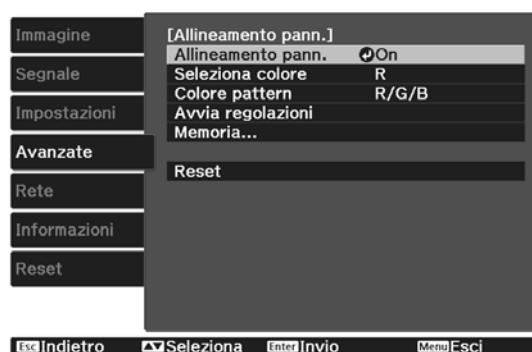 Immagine
Segnale
Impostazioni
Avanzate
Rete
Informazioni
Reset
[Allineamento pann.]
Allineamento pann. On
Seleziona colore R
Colore pattern R/G/B
Avvia regolazioni
Memoria...
Reset
Esc Indietro Seleziona Enter Invio Menu Esci